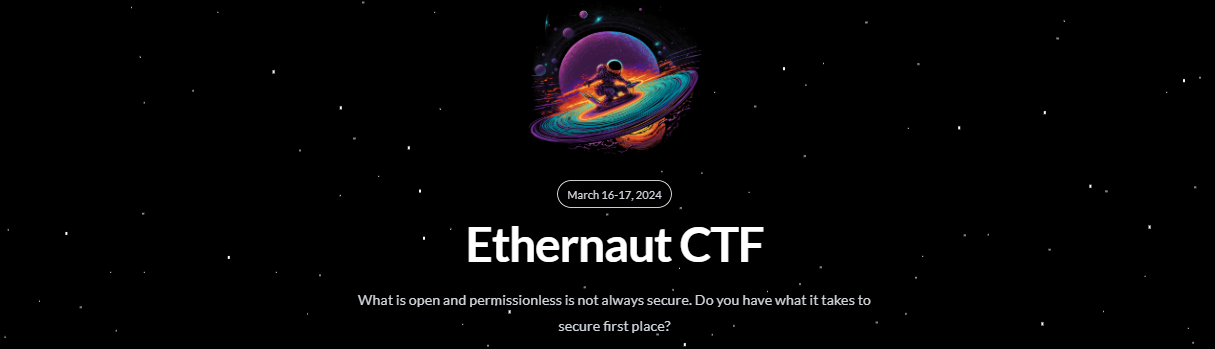 March 16-17, 2024
Ethernaut CTF
What is open and permissionless is not always secure. Do you have what it takes to
secure first place?